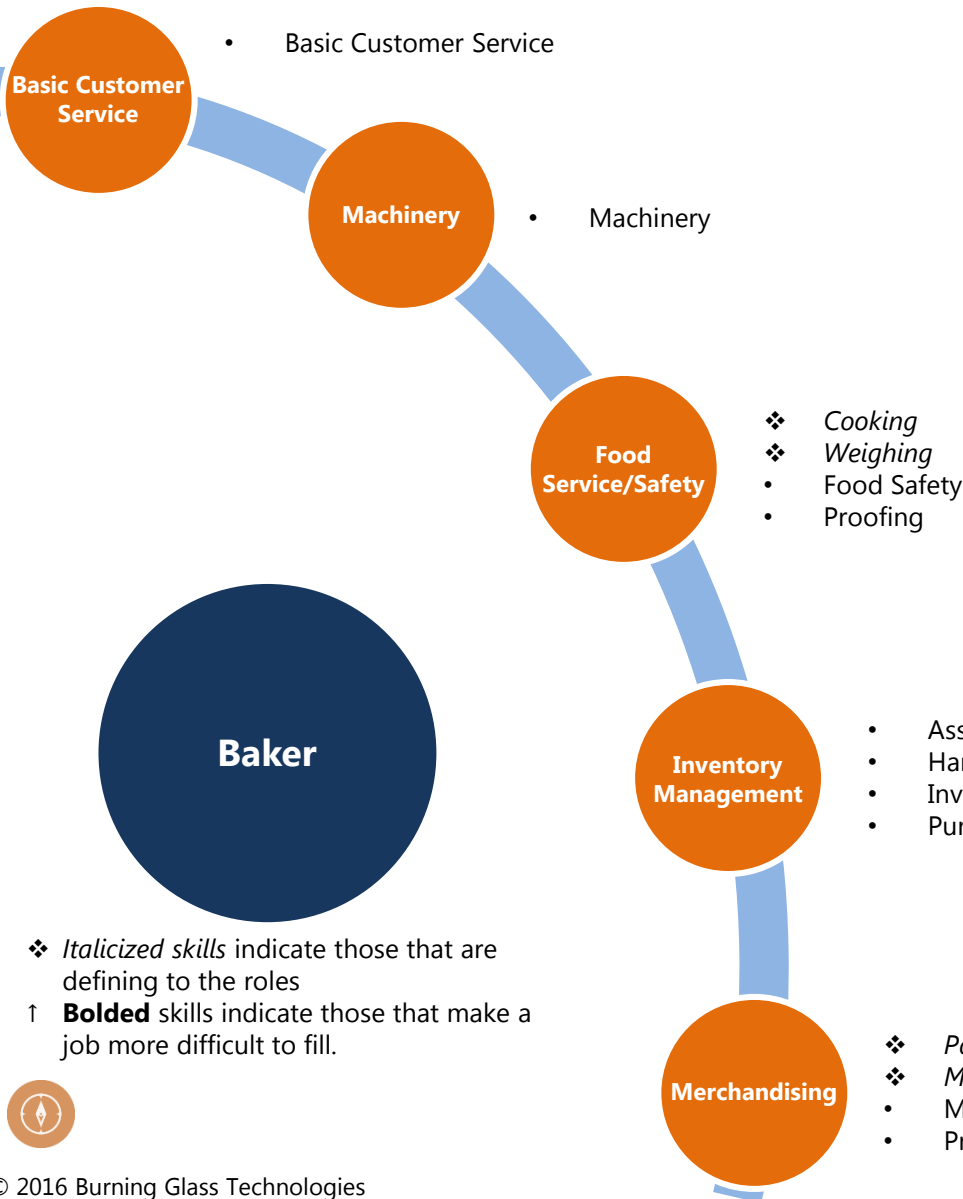 • Basic Customer Service
Basic Customer
Service
Machinery
• Machinery
❖ Cooking
❖ Weighing
• Food Safety
• Proofing
Food
Service/Safety
Baker
Inventory
Management
•
•
•
•
❖ Italicized skills indicate those that are
defining to the roles
↑ Bolded skills indicate those that make a
job more difficult to fill.
Merchandising
❖
❖
•
•
© 2016 Burning Glass Technologies